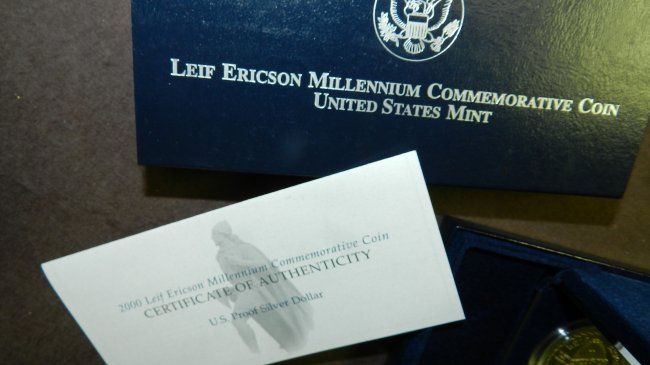 Leif Ericson Millennium Commemorative Coin
United States Mint
2000 Leif Ericson Millennium Commemorative Coin
CERTIFICATE OF AUTHENTICITY
U.S. Proof Silver Dollar